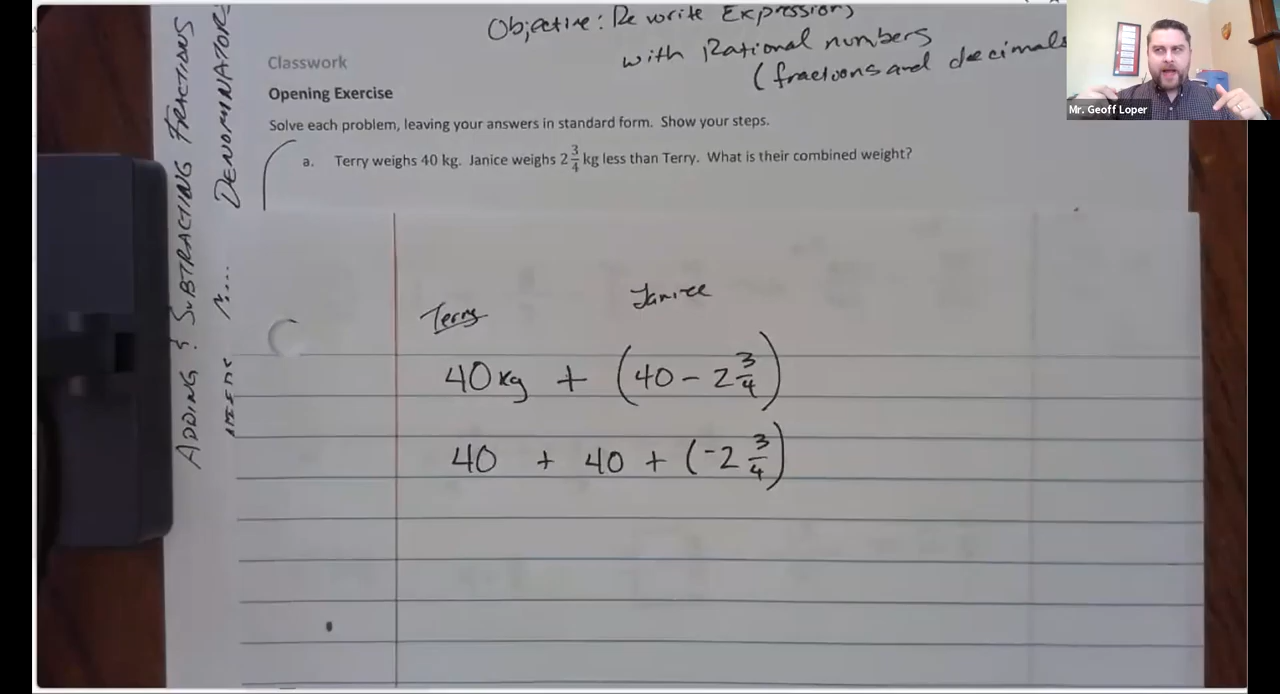 Objective: Rewrite Expressions
with Rational numbers
(fractions and decimals
Mr. Geoff Loper
Classwork
Opening Exercise
Solve each problem, leaving your answers in standard form. Show your steps.
a. Terry weighs 40 kg. Janice weighs 2 3/4 kg less than Terry. What is their combined weight?
Terry Janice
40 kg + (40 - 2 3/4)
40 + 40 + (-2 3/4)
ADDING & SUBTRACTING FRACTIONS
DENOMINATOR